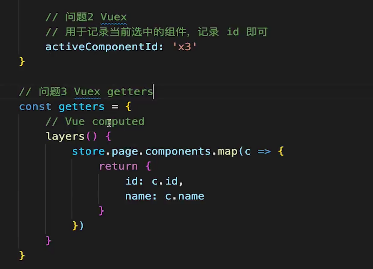 // 问题2 Vuex
// 用于记录当前选中的组件，记录 id 即可
activeComponentId: 'x3'
}
// 问题3 Vuex getters
const getters = {
// Vue computed
layers() {
store.page.components.map(c => {
return {
id: c.id,
name: c.name
}
})
}
}